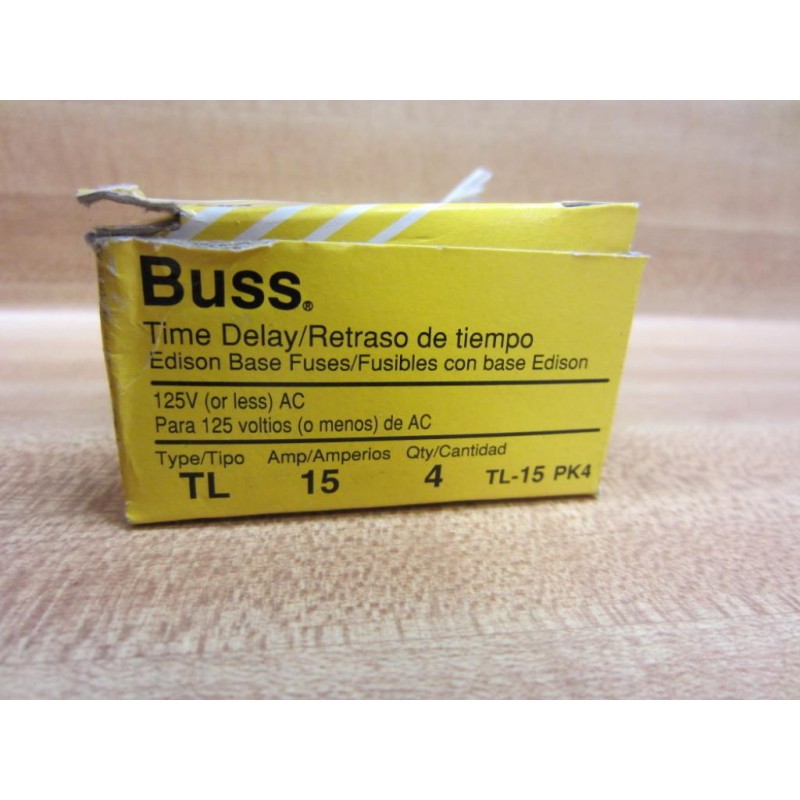 Buss®
Time Delay/Retraso de tiempo
Edison Base Fuses/Fusibles con base Edison
125V (or less) AC
Para 125 voltios (o menos) de AC
Type/Tipo Amp/Amperios Qty/Cantidad
TL 15 4 TL-15 PK4